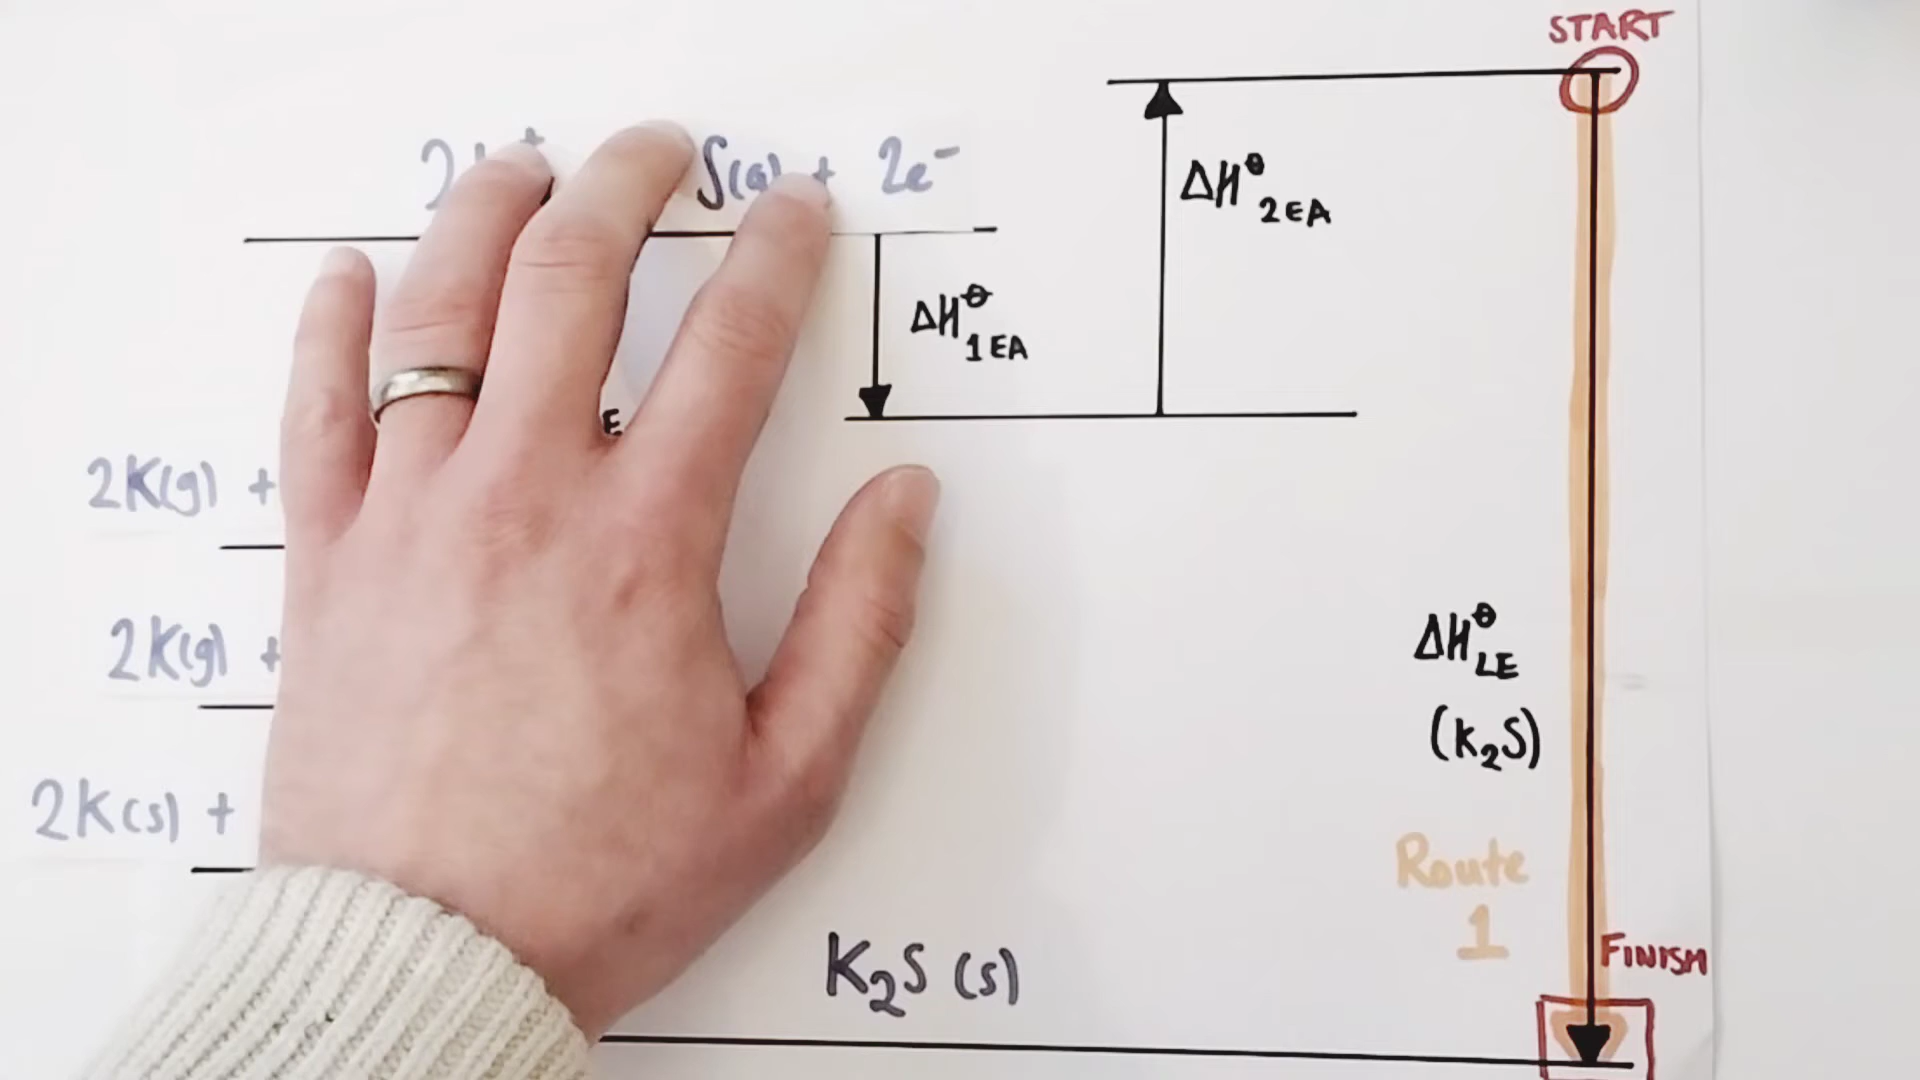 START
S(g) + 2e⁻
ΔH⦵2EA
ΔH⦵1EA
E
2K(g) +
2K(g) +
2K(s) +
ΔH⦵LE
(K₂S)
Route
1
K₂S (s)
FINISH